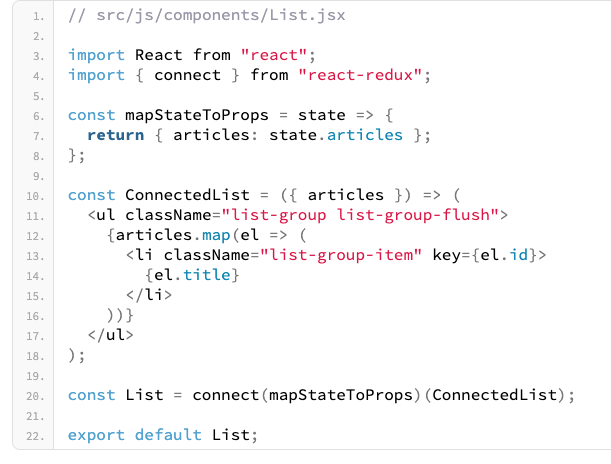 1. // src/js/components/List.jsx
2.
3. import React from "react";
4. import { connect } from "react-redux";
5.
6. const mapStateToProps = state => {
7.   return { articles: state.articles };
8. };
9.
10. const ConnectedList = ({ articles }) => (
11.   <ul className="list-group list-group-flush">
12.     {articles.map(el => (
13.       <li className="list-group-item" key={el.id}>
14.         {el.title}
15.       </li>
16.     ))}
17.   </ul>
18. );
19.
20. const List = connect(mapStateToProps)(ConnectedList);
21.
22. export default List;